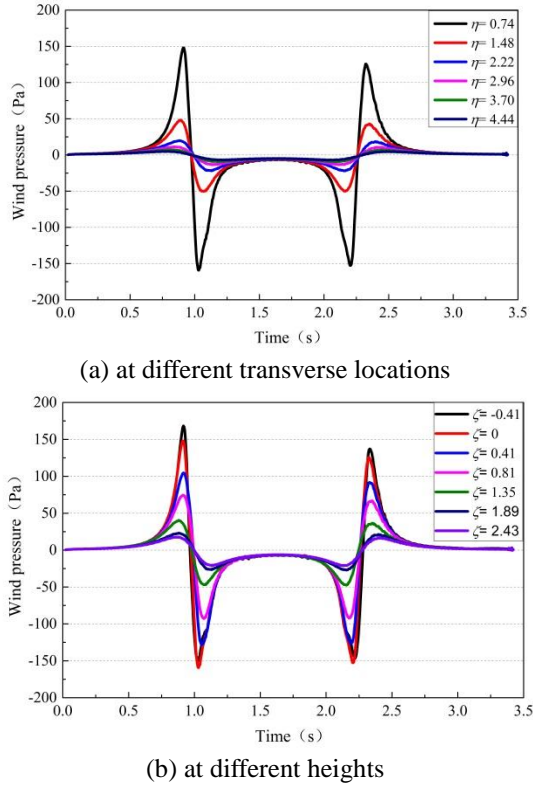 200
150
100
50
0
-50
-100
-150
-200
Wind pressure（Pa）
η= 0.74
η= 1.48
η= 2.22
η= 2.96
η= 3.70
η= 4.44
0.0 0.5 1.0 1.5 2.0 2.5 3.0 3.5
Time（s）
(a) at different transverse locations
200
150
100
50
0
-50
-100
-150
-200
Wind pressure（Pa）
ζ= -0.41
ζ= 0
ζ= 0.41
ζ= 0.81
ζ= 1.35
ζ= 1.89
ζ= 2.43
0.0 0.5 1.0 1.5 2.0 2.5 3.0 3.5
Time（s）
(b) at different heights